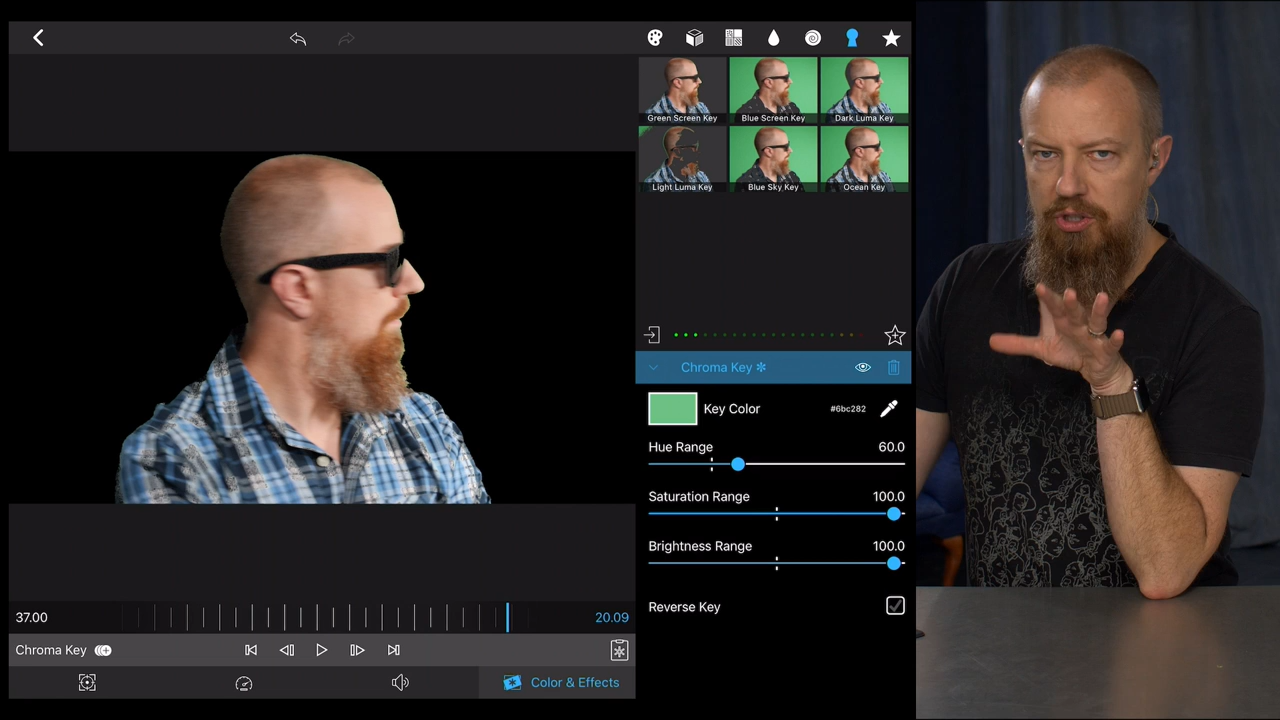 Green Screen Key
Blue Screen Key
Dark Luma Key
Light Luma Key
Blue Sky Key
Ocean Key
Chroma Key
Key Color
#6bc282
Hue Range
60.0
Saturation Range
100.0
Brightness Range
100.0
Reverse Key
37.00
20.09
Chroma Key
Color & Effects